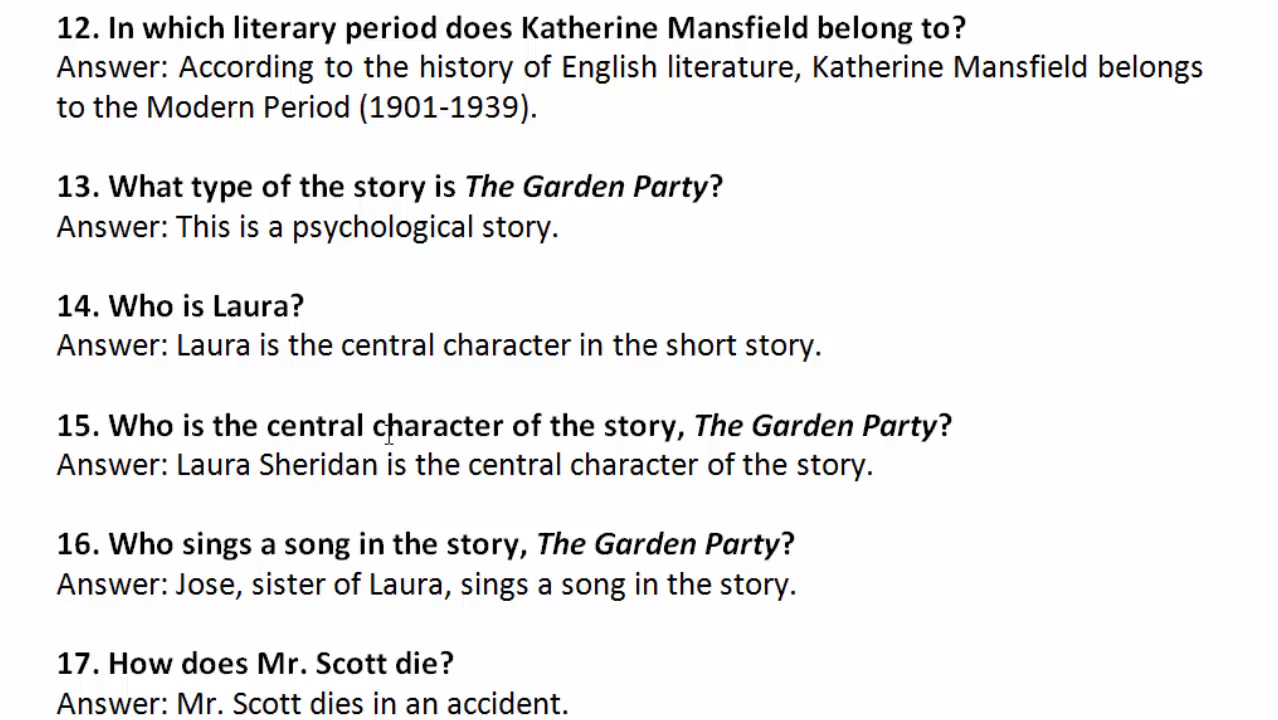 12. In which literary period does Katherine Mansfield belong to?
Answer: According to the history of English literature, Katherine Mansfield belongs
to the Modern Period (1901-1939).
13. What type of the story is The Garden Party?
Answer: This is a psychological story.
14. Who is Laura?
Answer: Laura is the central character in the short story.
15. Who is the central character of the story, The Garden Party?
Answer: Laura Sheridan is the central character of the story.
16. Who sings a song in the story, The Garden Party?
Answer: Jose, sister of Laura, sings a song in the story.
17. How does Mr. Scott die?
Answer: Mr. Scott dies in an accident.